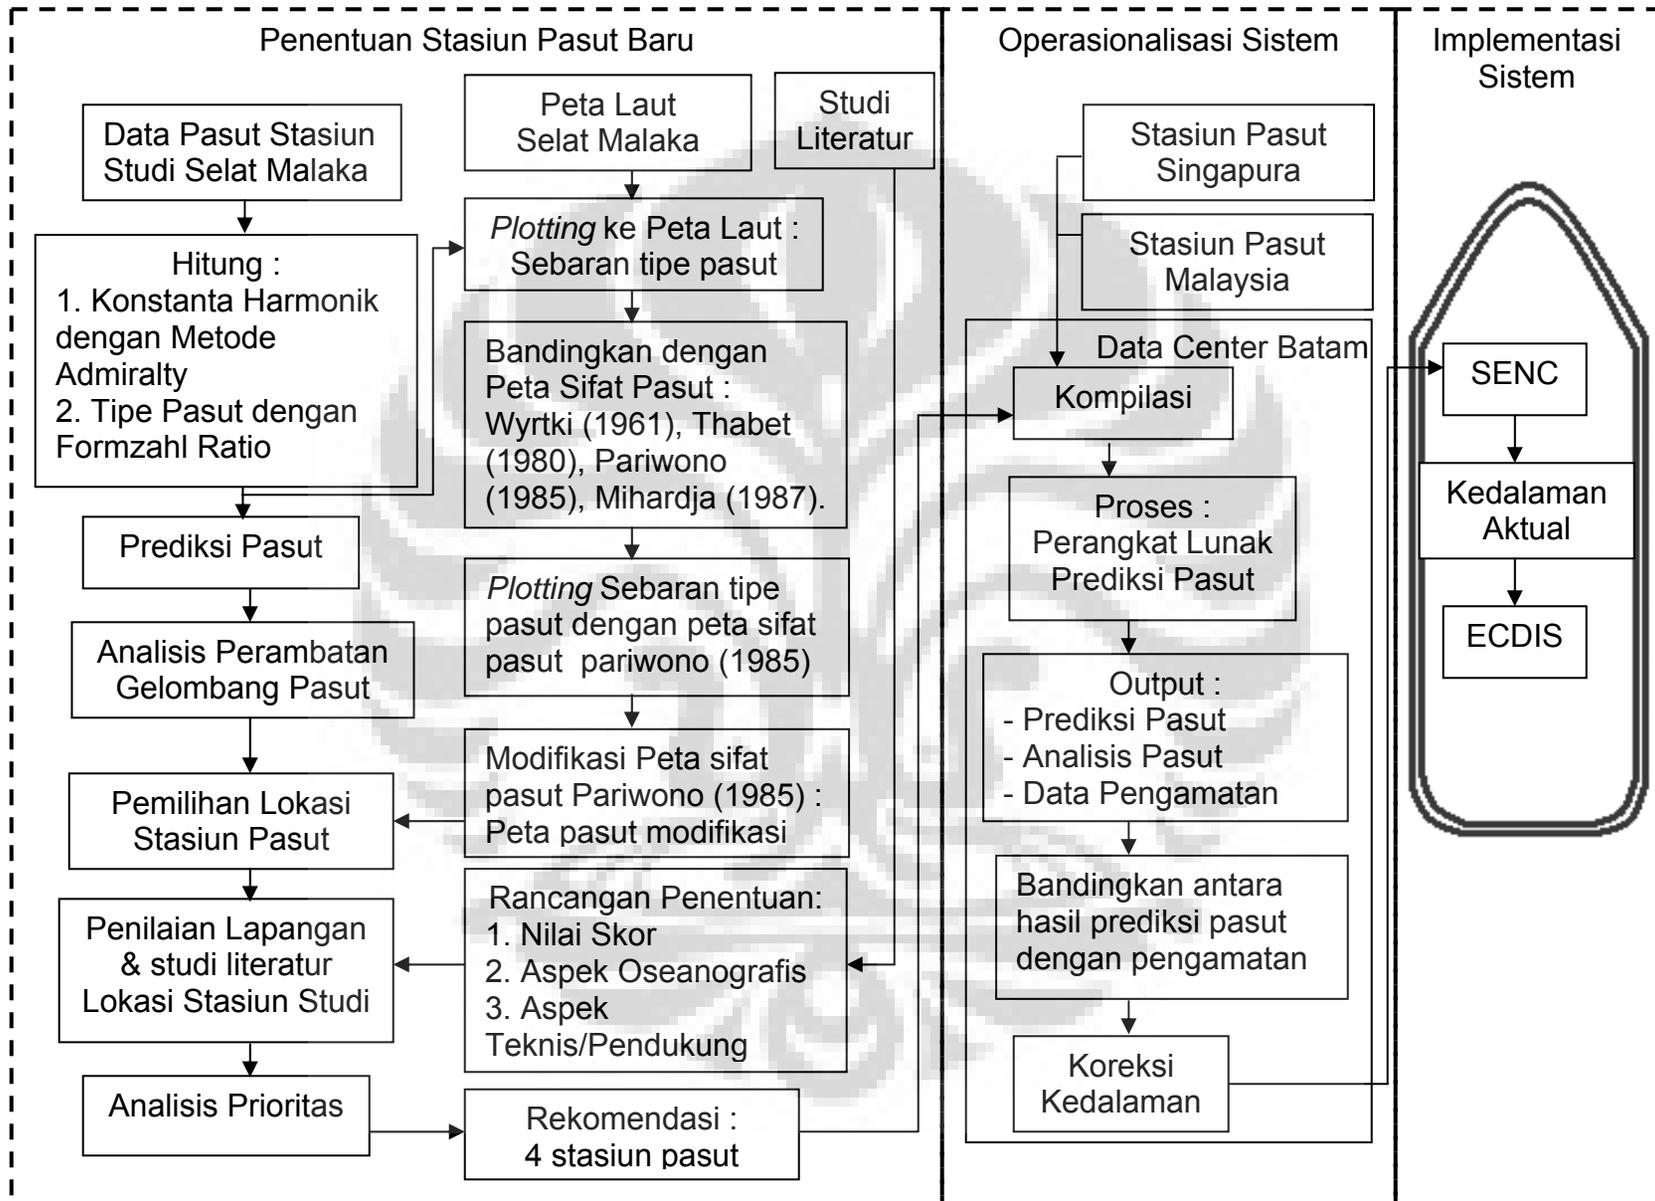 Penentuan Stasiun Pasut Baru
Data Pasut Stasiun
Studi Selat Malaka
Hitung :
1. Konstanta Harmonik
dengan Metode
Admiralty
2. Tipe Pasut dengan
Formzahl Ratio
Prediksi Pasut
Analisis Perambatan
Gelombang Pasut
Pemilihan Lokasi
Stasiun Pasut
Penilaian Lapangan
& studi literatur
Lokasi Stasiun Studi
Analisis Prioritas
Peta Laut
Selat Malaka
Studi
Literatur
Plotting ke Peta Laut :
Sebaran tipe pasut
Bandingkan dengan
Peta Sifat Pasut :
Wyrtki (1961), Thabet
(1980), Pariwono
(1985), Mihardja (1987).
Plotting Sebaran tipe
pasut dengan peta sifat
pasut pariwono (1985)
Modifikasi Peta sifat
pasut Pariwono (1985) :
Peta pasut modifikasi
Rancangan Penentuan:
1. Nilai Skor
2. Aspek Oseanografis
3. Aspek
Teknis/Pendukung
Rekomendasi :
4 stasiun pasut
Operasionalisasi Sistem
Stasiun Pasut
Singapura
Stasiun Pasut
Malaysia
Data Center Batam
Kompilasi
Proses :
Perangkat Lunak
Prediksi Pasut
Output :
- Prediksi Pasut
- Analisis Pasut
- Data Pengamatan
Bandingkan antara
hasil prediksi pasut
dengan pengamatan
Koreksi
Kedalaman
Implementasi
Sistem
SENC
Kedalaman
Aktual
ECDIS